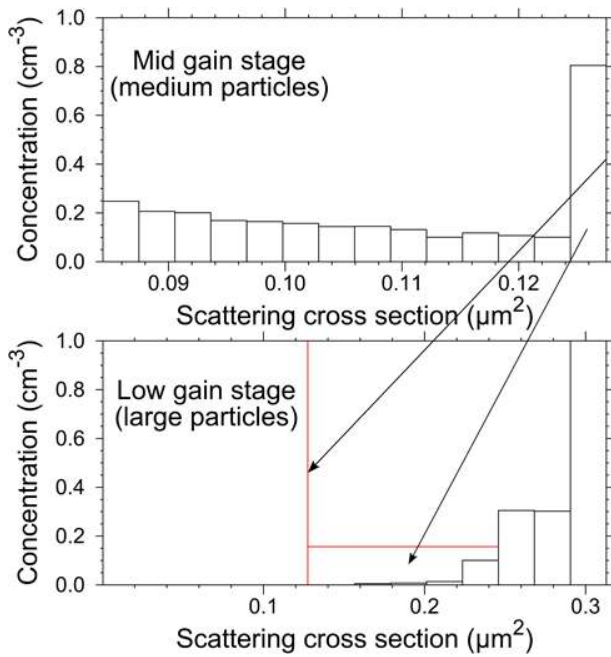 1.0
Mid gain stage
(medium particles)
0.8
0.6
0.4
0.2
0.0
Concentration (cm-3)
0.09 0.10 0.11 0.12
Scattering cross section (µm2)
1.0
Low gain stage
(large particles)
0.8
0.6
0.4
0.2
0.0
Concentration (cm-3)
0.1 0.2 0.3
Scattering cross section (µm2)